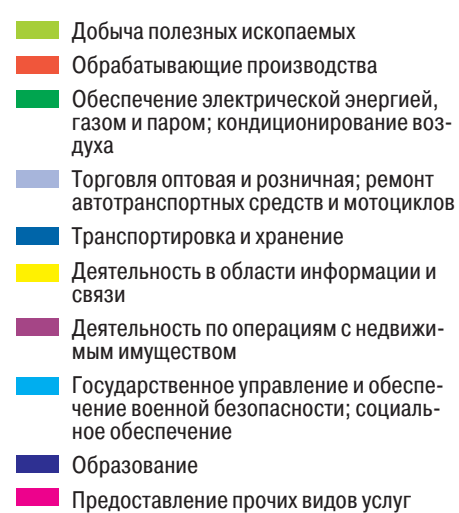 Добыча полезных ископаемых
Обрабатывающие производства
Обеспечение электрической энергией,
газом и паром; кондиционирование воз-
духа
Торговля оптовая и розничная; ремонт
автотранспортных средств и мотоциклов
Транспортировка и хранение
Деятельность в области информации и
связи
Деятельность по операциям с недвижи-
мым имуществом
Государственное управление и обеспе-
чение военной безопасности; социаль-
ное обеспечение
Образование
Предоставление прочих видов услуг